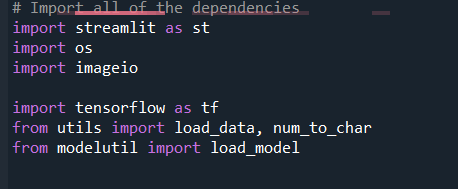 # Import all of the dependencies
import streamlit as st
import os
import imageio

import tensorflow as tf
from utils import load_data, num_to_char
from modelutil import load_model